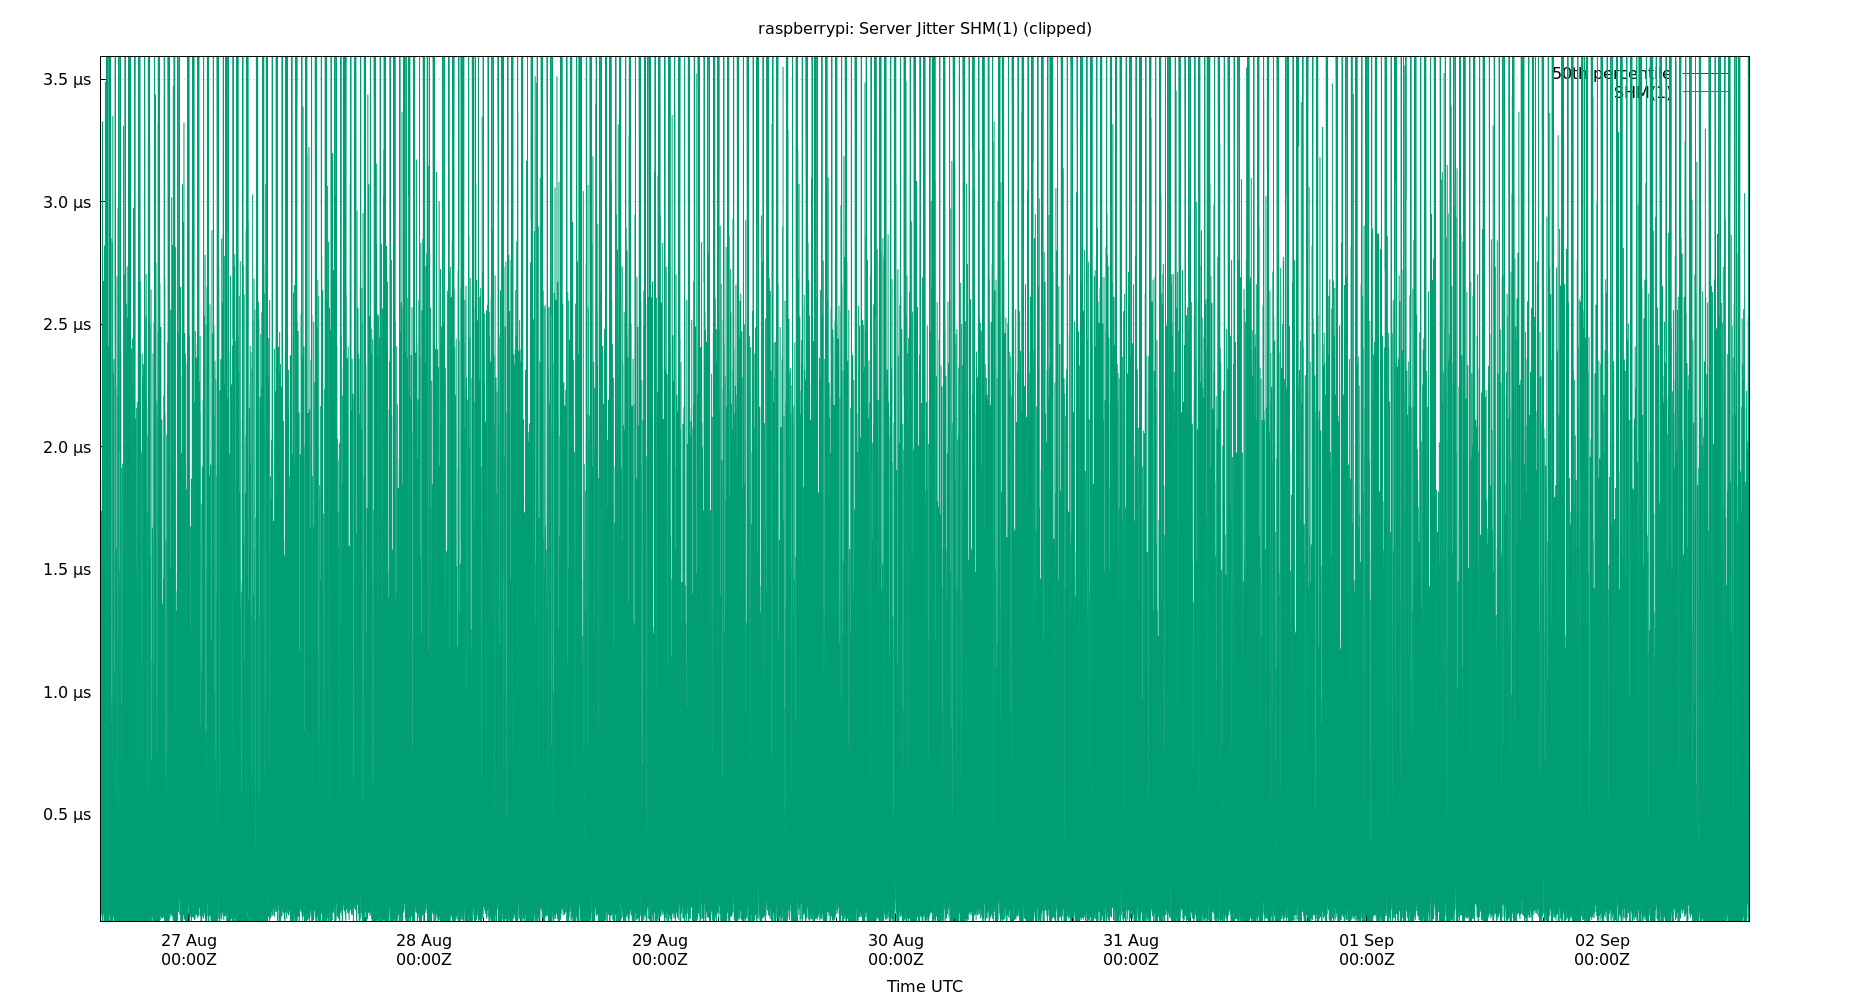 raspberrypi: Server Jitter SHM(1) (clipped)
3.5 μs
50th percentile
SHM(1)
3.0 μs
2.5 μs
2.0 μs
1.5 μs
1.0 μs
0.5 μs
27 Aug 28 Aug 29 Aug 30 Aug 31 Aug 01 Sep 02 Sep
00:00Z 00:00Z 00:00Z 00:00Z 00:00Z 00:00Z 00:00Z
Time UTC